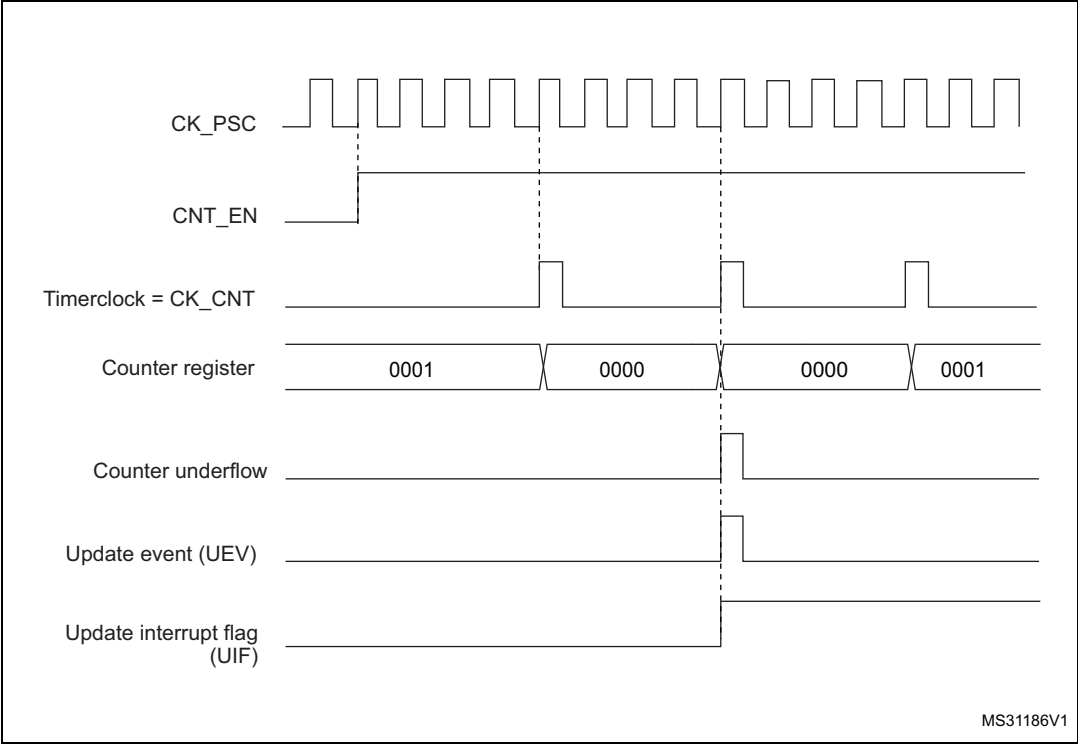 CK_PSC
CNT_EN
Timerclock = CK_CNT
Counter register
0001
0000
0000
0001
Counter underflow
Update event (UEV)
Update interrupt flag
(UIF)
MS31186V1